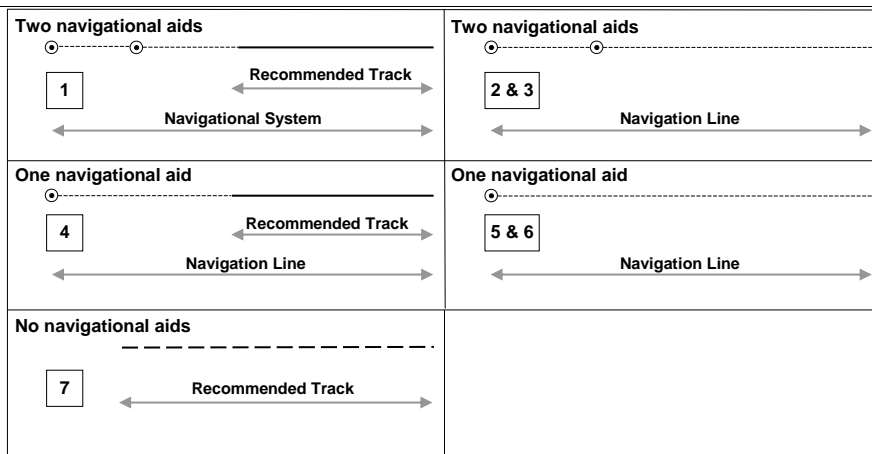 Two navigational aids
Recommended Track
1
Navigational System
Two navigational aids
2 & 3
Navigation Line
One navigational aid
Recommended Track
4
Navigation Line
One navigational aid
5 & 6
Navigation Line
No navigational aids
7
Recommended Track